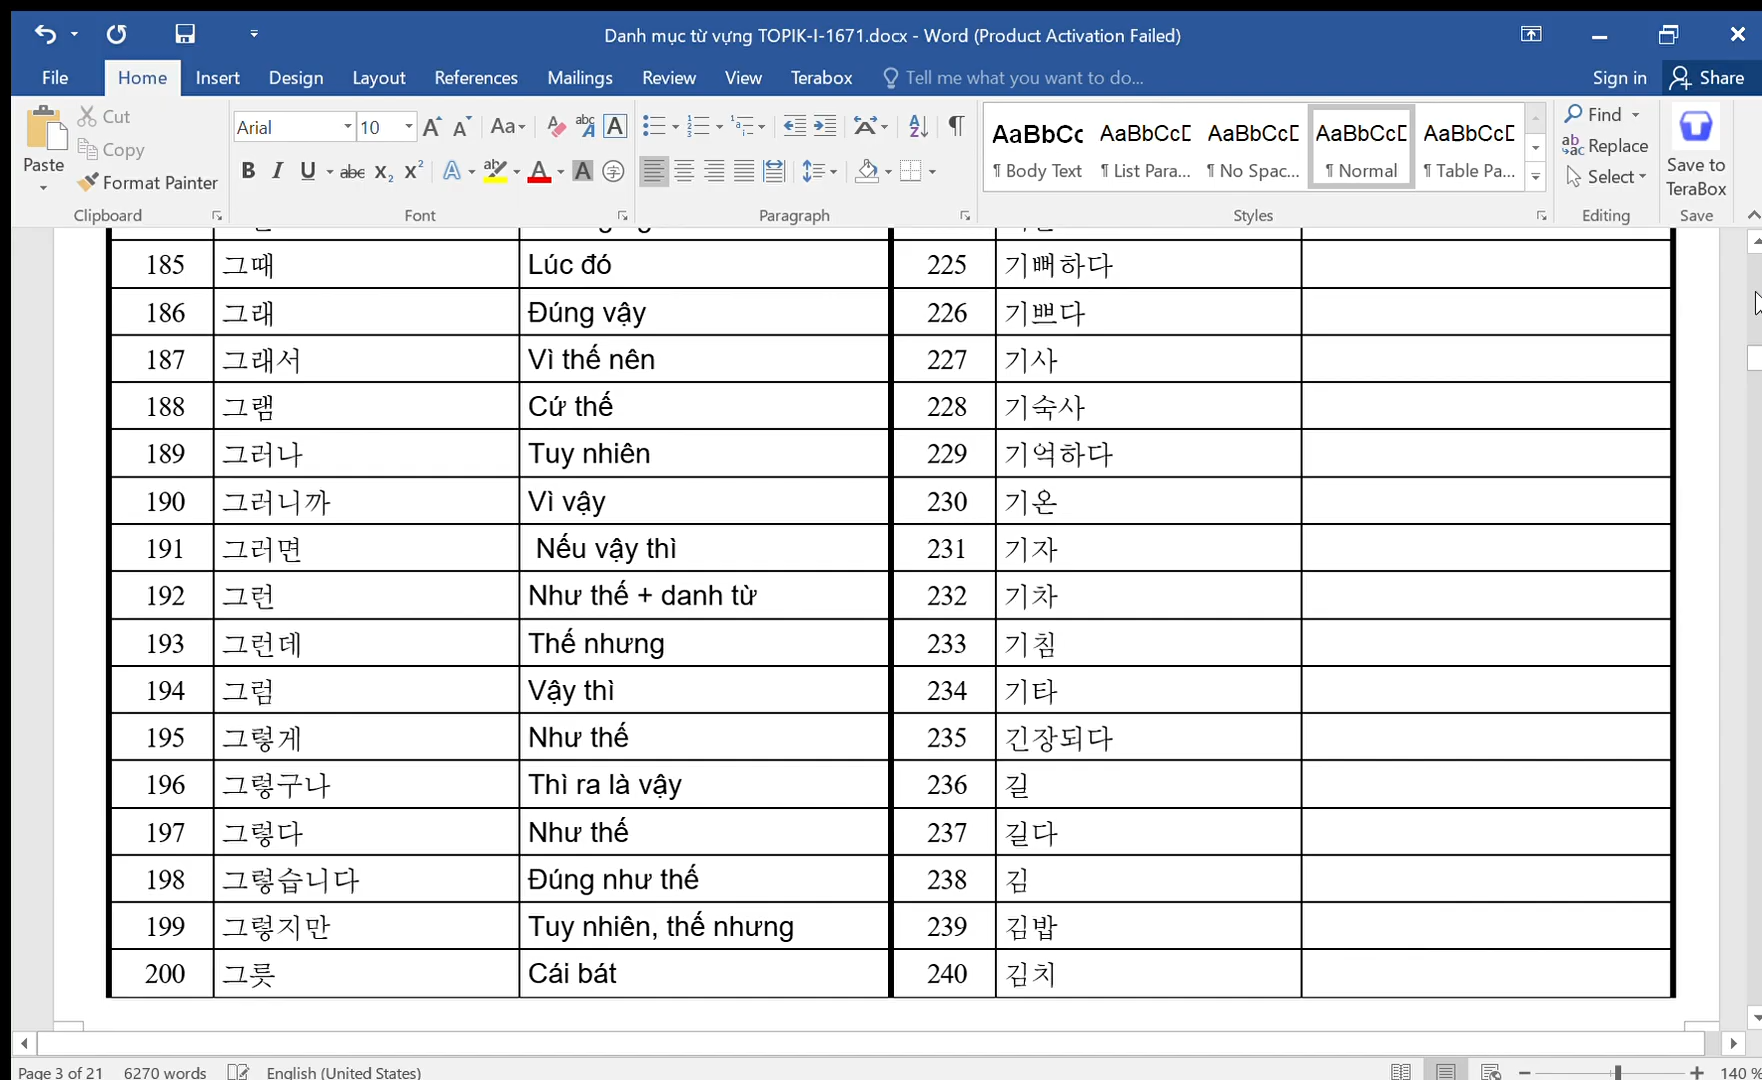 Danh mục từ vựng TOPIK-I-1671.docx - Word (Product Activation Failed)
File Home Insert Design Layout References Mailings Review View Terabox Tell me what you want to do... Sign in Share
Paste
Cut
Copy
Format Painter
Clipboard
Arial 10
Font
Paragraph
AaBbCc AaBbCcD AaBbCcD AaBbCcD AaBbCcD
¶ Body Text ¶ List Para... ¶ No Spac... ¶ Normal ¶ Table Pa...
Styles
Find
Replace
Select
Editing
Save to
TeraBox
Save
185 그때 Lúc đó 225 기뻐하다
186 그래 Đúng vậy 226 기쁘다
187 그래서 Vì thế nên 227 기사
188 그램 Cứ thế 228 기숙사
189 그러나 Tuy nhiên 229 기억하다
190 그러니까 Vì vậy 230 기온
191 그러면 Nếu vậy thì 231 기자
192 그런 Như thế + danh từ 232 기차
193 그런데 Thế nhưng 233 기침
194 그럼 Vậy thì 234 기타
195 그렇게 Như thế 235 긴장되다
196 그렇구나 Thì ra là vậy 236 길
197 그렇다 Như thế 237 길다
198 그렇습니다 Đúng như thế 238 김
199 그렇지만 Tuy nhiên, thế nhưng 239 김밥
200 그릇 Cái bát 240 김치
Page 3 of 21 6270 words English (United States) 140 %